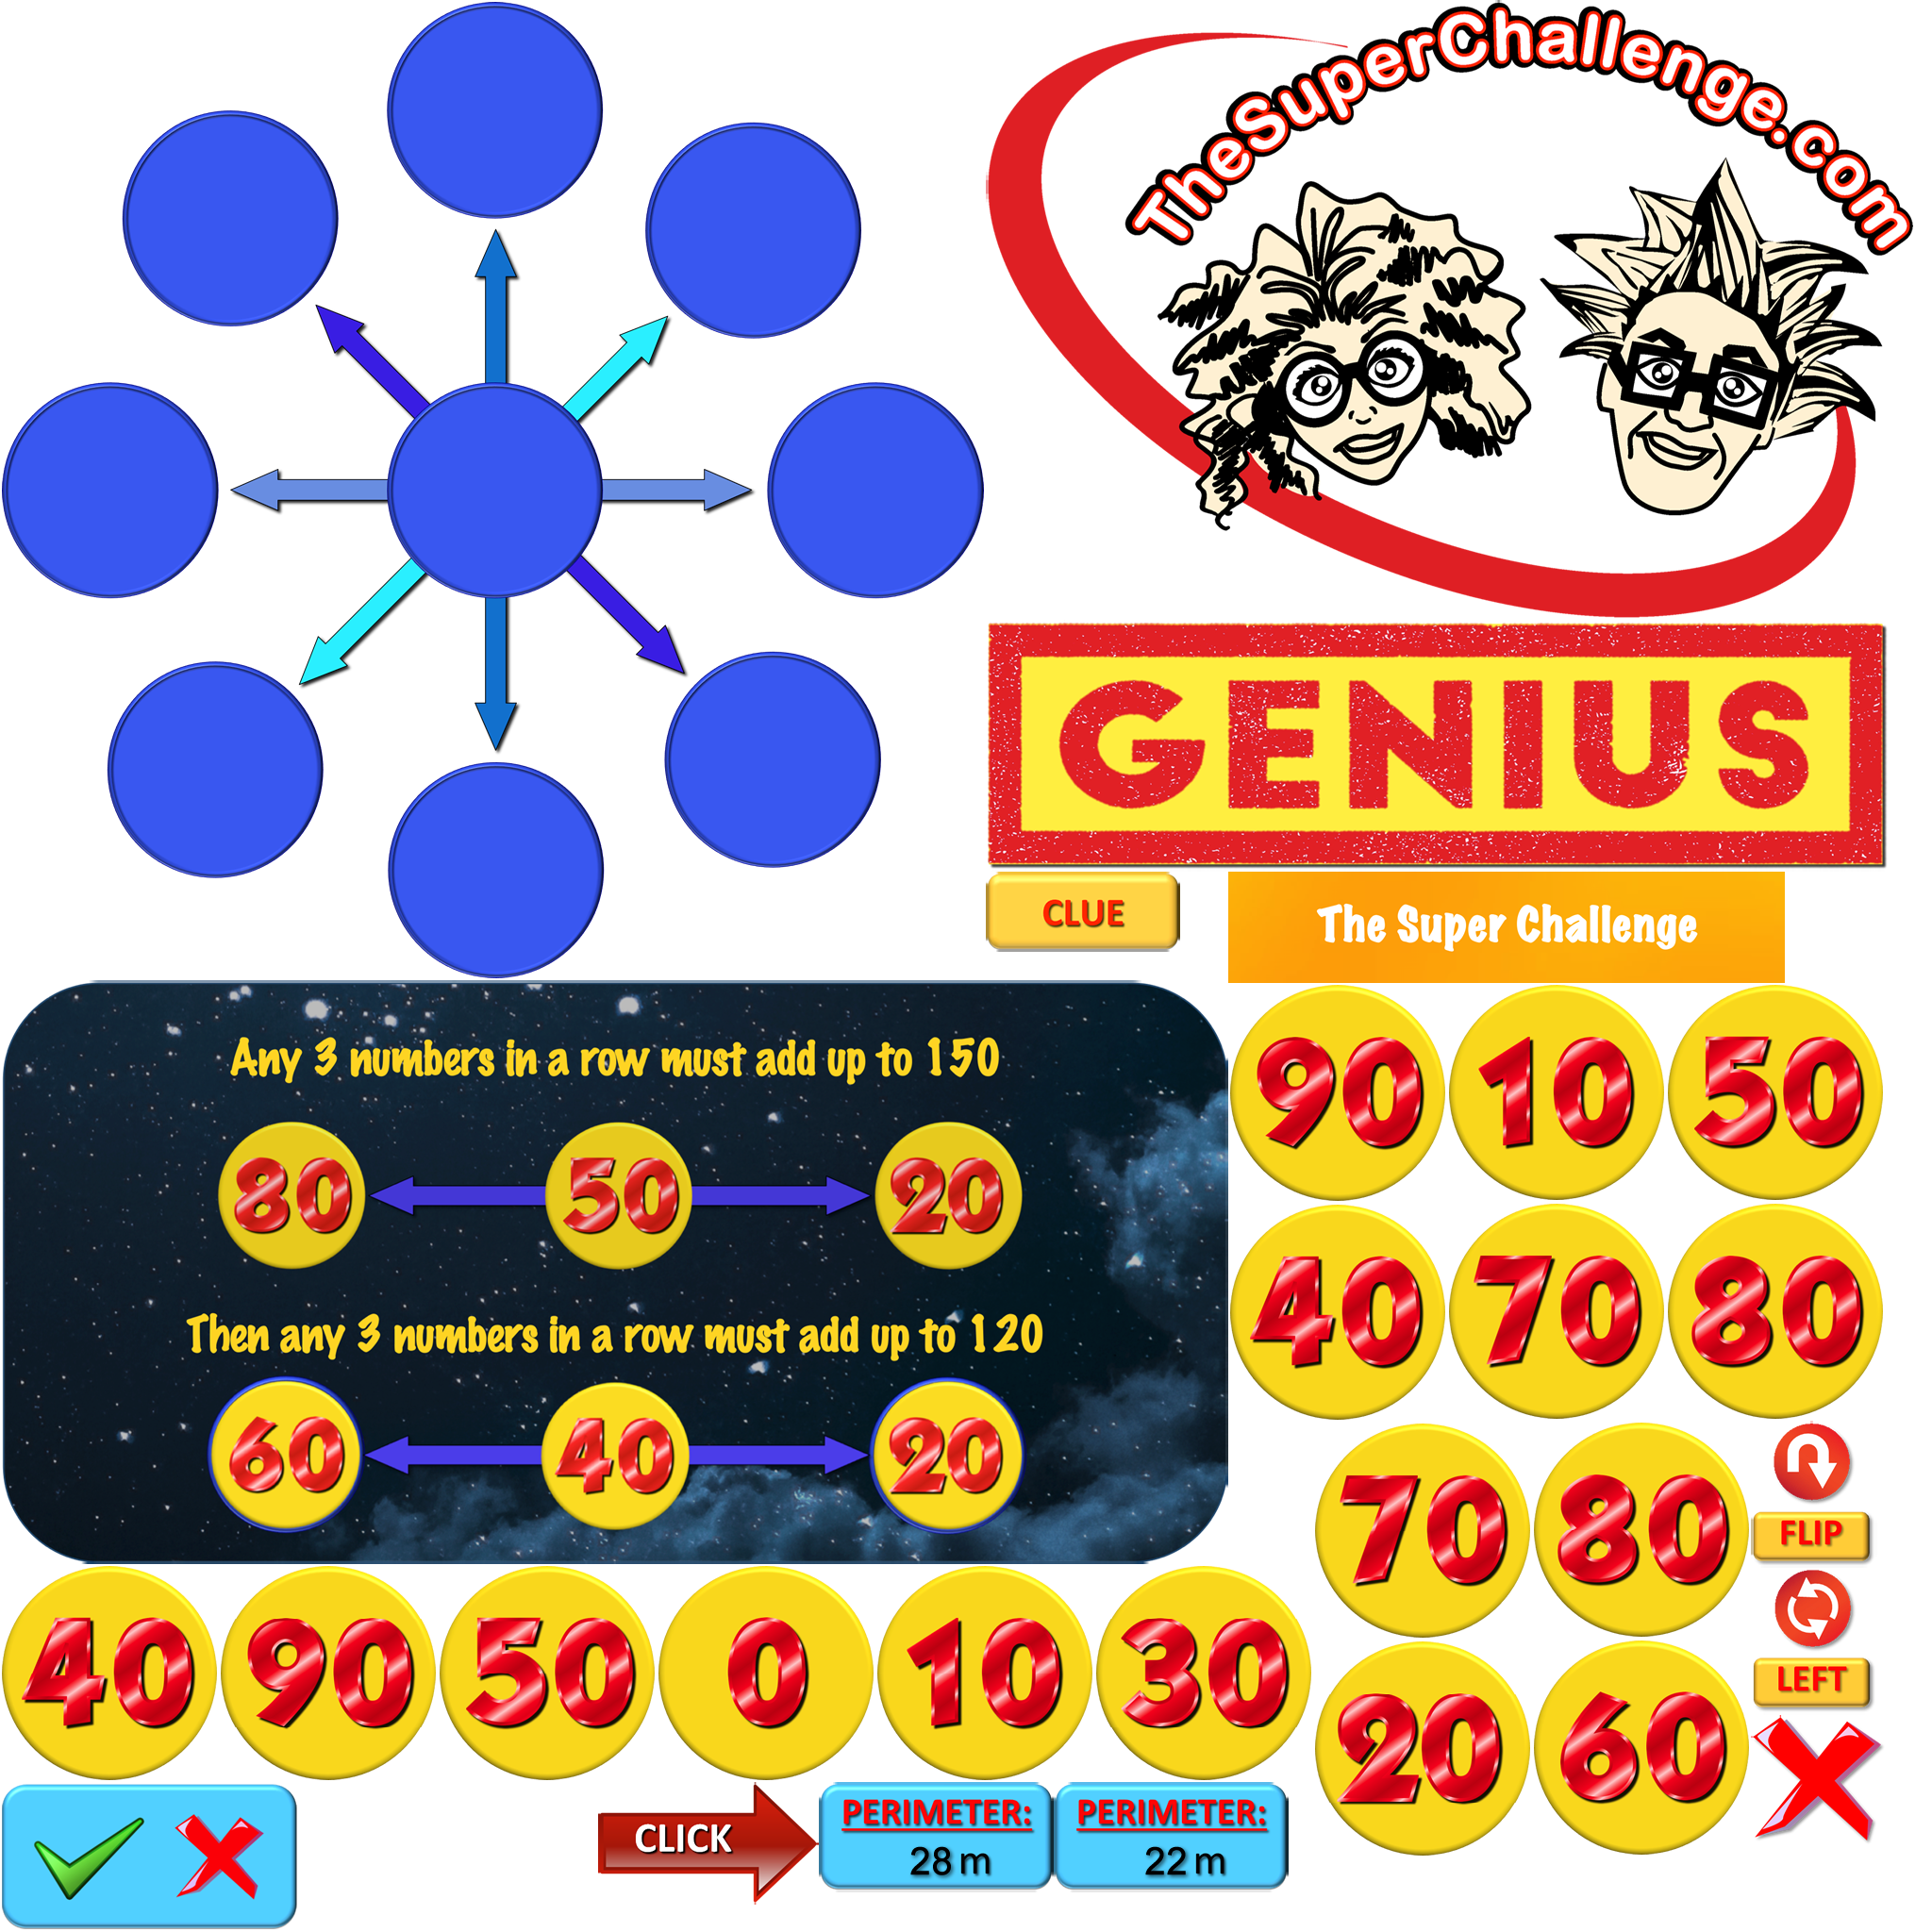 TheSuperChallenge.com
GENIUS
CLUE
The Super Challenge
Any 3 numbers in a row must add up to 150
80 50 20
Then any 3 numbers in a row must add up to 120
60 40 20
90 10 50
40 70 80
70 80
FLIP
40 90 50 0 10 30
20 60
LEFT
CLICK
PERIMETER:
28 m
PERIMETER:
22 m